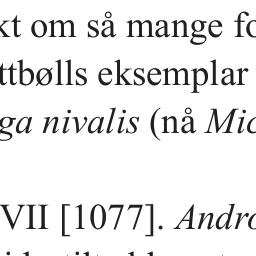 kt om så mange fo
ttbølls eksemplar
ga nivalis (nå Mic
VII [1077]. Andro